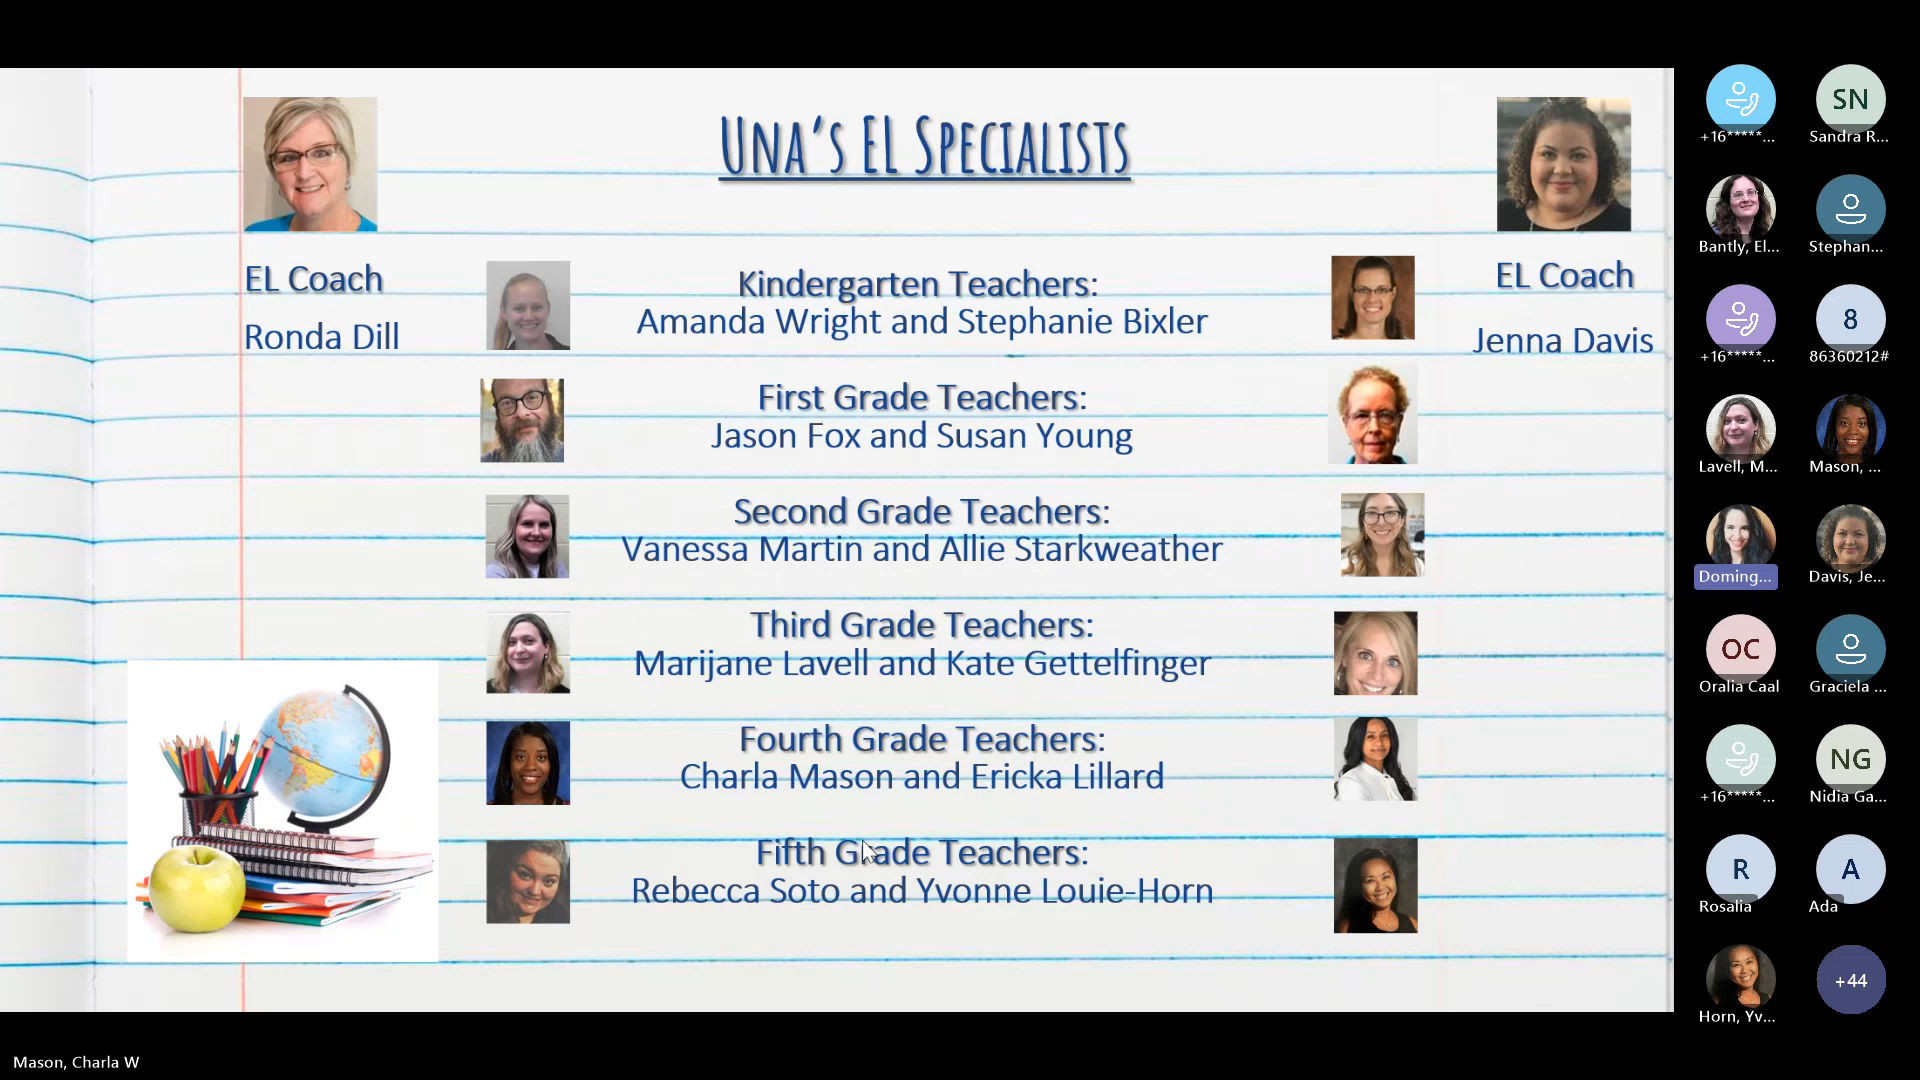 Una's EL Specialists
EL Coach
Ronda Dill
EL Coach
Jenna Davis
Kindergarten Teachers:
Amanda Wright and Stephanie Bixler
First Grade Teachers:
Jason Fox and Susan Young
Second Grade Teachers:
Vanessa Martin and Allie Starkweather
Third Grade Teachers:
Marijane Lavell and Kate Gettelfinger
Fourth Grade Teachers:
Charla Mason and Ericka Lillard
Fifth Grade Teachers:
Rebecca Soto and Yvonne Louie-Horn
+16*****...
SN
Sandra R...
Bantly, El...
Stephan...
+16*****...
8
86360212#
Lavell, M...
Mason, ...
Doming...
Davis, Je...
OC
Oralia Caal
Graciela ...
+16*****...
NG
Nidia Ga...
R
Rosalia
A
Ada
Horn, Yv...
+44
Mason, Charla W